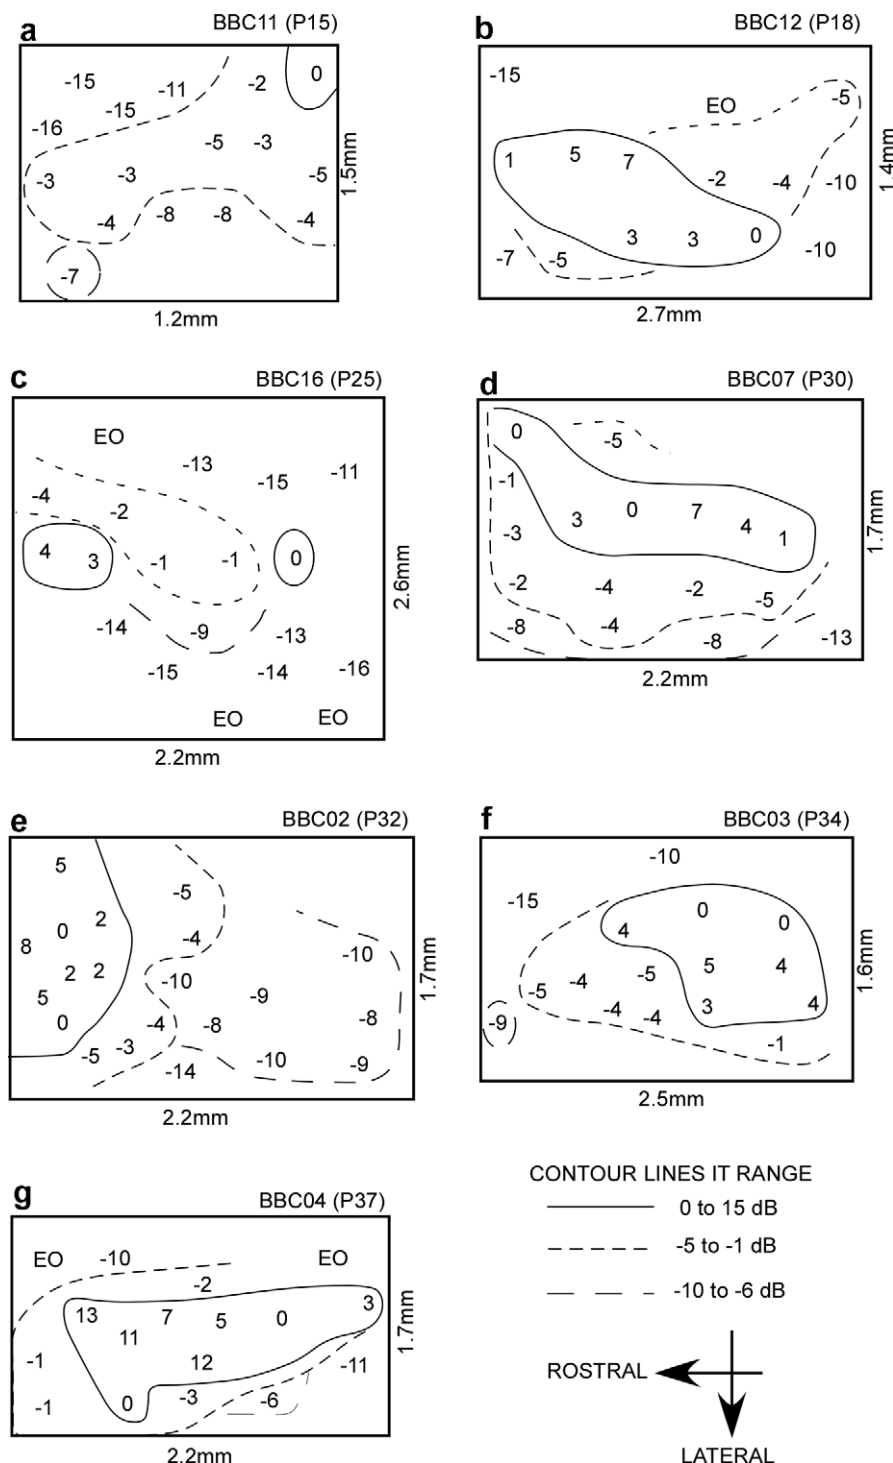 a BBC11 (P15)
0
-15 -11 -2
-15
-16
-5 -3
-3 -3 -5
-4 -8 -8 -4
-7
1.5mm
1.2mm
b BBC12 (P18)
-15
EO -5
1 5 7
-2 -4 -10
3 3 0
-7 -5 -10
1.4mm
2.7mm
c BBC16 (P25)
EO
-13 -15 -11
-4 -2
4 3 -1 -1 0
-14 -9 -13
-15 -14 -16
EO EO
2.6mm
2.2mm
d BBC07 (P30)
0 -5
-1
3 0 7 4 1
-3
-2 -4 -2 -5
-8 -4 -8 -13
1.7mm
2.2mm
e BBC02 (P32)
5
-5
0 2
8 -4 -10
2 2 -10
5 -9
0 -4 -8 -8
-5 -3
-14 -10 -9
1.7mm
2.2mm
f BBC03 (P34)
-10
-15 0 0
4
-5 -4 -5 5 4
-9 -4 -4 3 4
-1
1.6mm
2.5mm
g BBC04 (P37)
EO -10 EO
-2
13 7 5 0 3
11
-1 12 -11
-1 0 -3 -6
1.7mm
2.2mm
CONTOUR LINES IT RANGE
0 to 15 dB
-5 to -1 dB
-10 to -6 dB
ROSTRAL
LATERAL